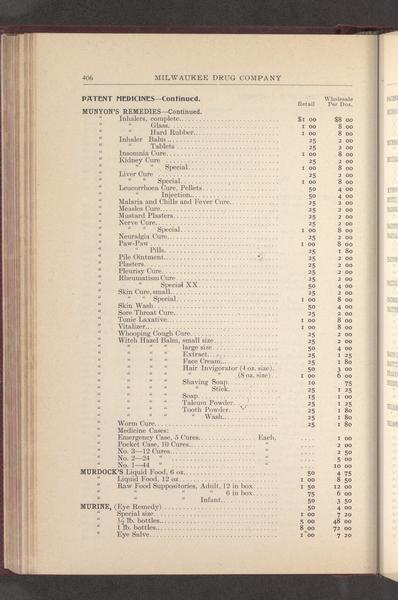 406 MILWAUKEE DRUG COMPANY
PATENT MEDICINES—Continued. Retail Wholesale Per Doz.
MUNYON'S REMEDIES—Continued.
" Inhalers, complete $1 00 $8 00
" " Glass 1 00 8 00
" " Hard Rubber 1 00 8 00
" Inhaler Balm 25 2 00
" " Tablets 25 2 00
" Insomnia Cure 1 00 8 00
" Kidney Cure 25 2 00
" " " Special 1 00 8 00
" Liver Cure 25 2 00
" " " Special 1 00 8 00
" Leucorrhoea Cure, Pellets 50 4 00
" " Injection 50 4 00
" Malaria and Chills and Fever Cure 25 2 00
" Measles Cure 25 2 00
" Mustard Plasters 25 2 00
" Nerve Cure 25 2 00
" " " Special 1 00 8 00
" Neuralgia Cure 25 2 00
" Paw-Paw 1 00 8 00
" " Pills 25 1 80
" Pile Ointment 25 2 00
" Plasters 25 2 00
" Pleurisy Cure 25 2 00
" Rheumatism Cure 25 2 00
" " Special XX 50 4 00
" Skin Cure, small 25 2 00
" " " Special 1 00 8 00
" Skin Wash 50 4 00
" Sore Throat Cure 25 2 00
" Tonic Laxative 1 00 8 00
" Vitalizer 1 00 8 00
" Whooping Cough Cure 25 2 00
" Witch Hazel Balm, small size 25 2 00
" " " " large size 50 4 00
" " " Extract 25 1 25
" " " Face Cream 25 1 80
" " " Hair Invigorator (4 oz. size) 50 3 00
" " " " (8 oz. size) 1 00 6 00
" " " Shaving Soap 10 75
" " " " Stick 25 1 25
" " " Soap 15 1 00
" " " Talcum Powder 25 1 25
" " " Tooth Powder 25 1 80
" " " " Wash 25 1 80
" Worm Cure 25 2 00
" Medicine Cases:
" Emergency Case, 5 Cures Each, 1 00
" Pocket Case, 10 Cures " 2 00
" No. 3—12 Cures " 2 50
" No. 2—24 " " 5 00
" No. 1—44 " " 10 00
MURDOCK'S Liquid Food, 6 oz. 50 4 75
" Liquid Food, 12 oz. 1 00 8 50
" Raw Food Suppositories, Adult, 12 in box 1 50 12 00
" " " " 6 in box 75 6 00
" " " Infant 50 3 50
MURINE, (Eye Remedy) 50 4 00
" Special size 1 00 7 20
" ½ lb. bottles 5 00 48 00
" 1 lb. bottles 8 00 72 00
" Eye Salve 1 00 7 20